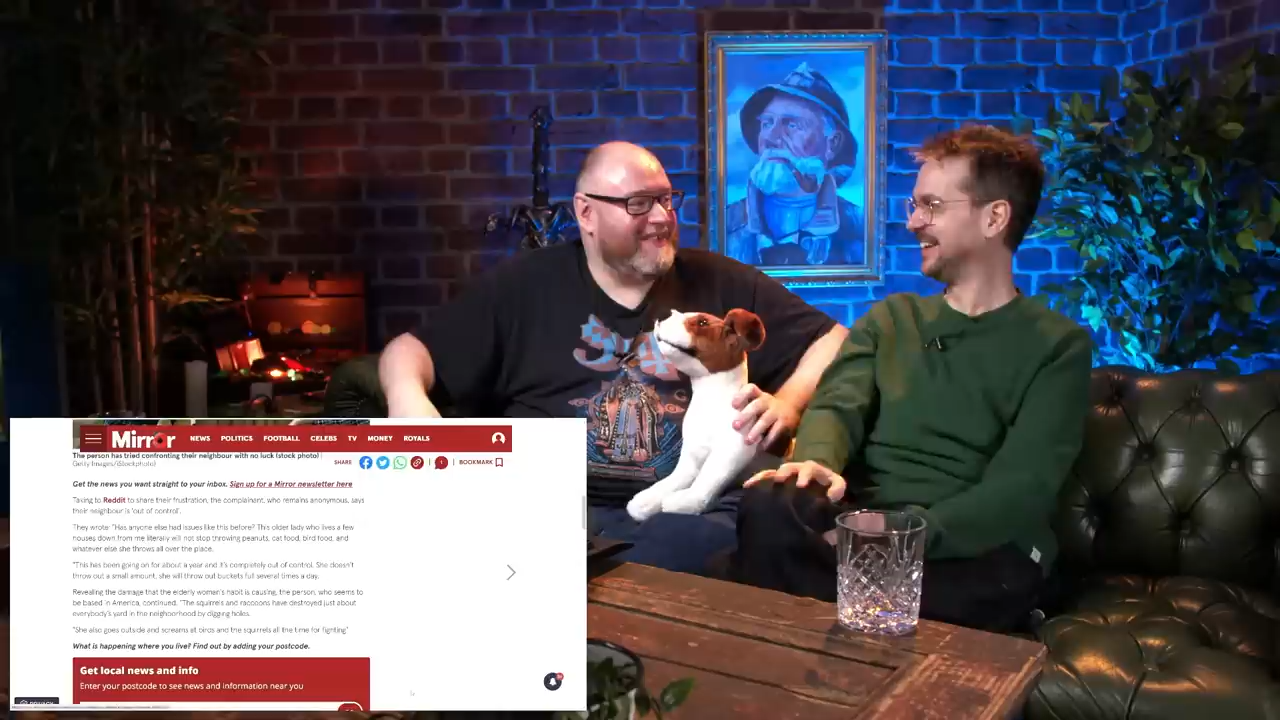 Mirror
NEWS POLITICS FOOTBALL CELEBS TV MONEY ROYALS
The person has tried confronting their neighbour with no luck (stock photo)
Getty Images/iStockphoto)
SHARE
BOOKMARK
Get the news you want straight to your inbox. Sign up for a Mirror newsletter here
Taking to Reddit to share their frustration, the complainant, who remains anonymous, says
their neighbour is 'out of control'.
They wrote: "Has anyone else had issues like this before? This older lady who lives a few
houses down from me literally will not stop throwing peanuts, cat food, bird food, and
whatever else she throws all over the place.
"This has been going on for about a year and it's completely out of control. She doesn't
throw out a small amount, she will throw out buckets full several times a day.
Revealing the damage that the elderly woman's habit is causing, the person, who seems to
be based in America, continued: "The squirrels and raccoons have destroyed just about
everybody's yard in the neighborhood by digging holes.
"She also goes outside and screams at birds and the squirrels all the time for fighting."
What is happening where you live? Find out by adding your postcode.
Get local news and info
Enter your postcode to see news and information near you
PRIVACY